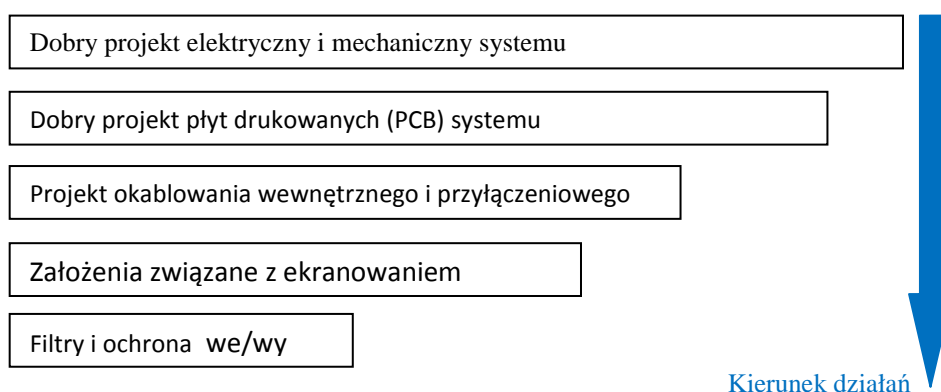 Dobry projekt elektryczny i mechaniczny systemu
Dobry projekt płyt drukowanych (PCB) systemu
Projekt okablowania wewnętrznego i przyłączeniowego
Założenia związane z ekranowaniem
Filtry i ochrona we/wy
Kierunek działań